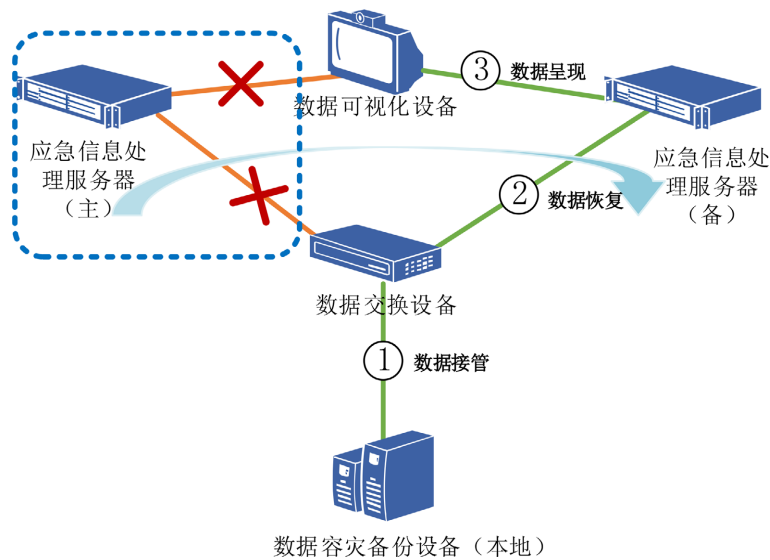 ③ 数据呈现
数据可视化设备
应急信息处
理服务器
（主）
应急信息处
理服务器
（备）
② 数据恢复
数据交换设备
① 数据接管
数据容灾备份设备（本地）